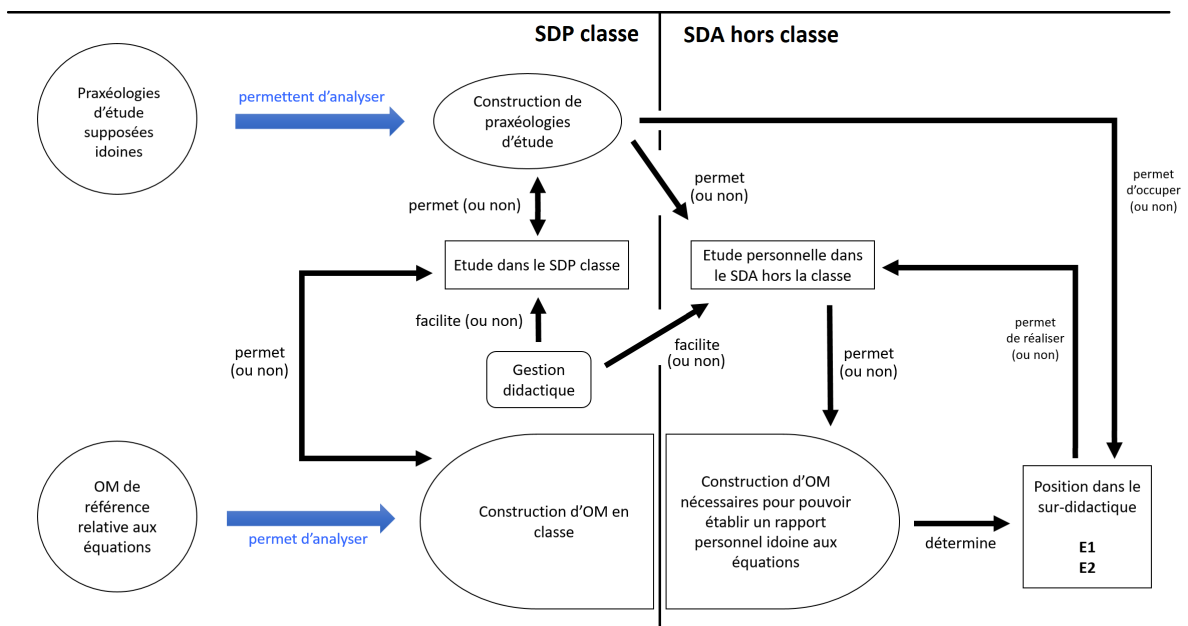 SDP classe
SDA hors classe
Praxéologies
d’étude
supposées
idoines
permettent d’analyser
Construction de
praxéologies
d’étude
permet
(ou non)
permet
d’occuper
(ou non)
permet (ou non)
Etude dans le SDP classe
Etude personnelle dans
le SDA hors la classe
facilite (ou non)
permet
(ou non)
Gestion
didactique
facilite
(ou non)
permet
(ou non)
permet
de réaliser
(ou non)
OM de
référence
relative aux
équations
permet d’analyser
Construction d’OM en
classe
Construction d’OM
nécessaires pour pouvoir
établir un rapport
personnel idoine aux
équations
détermine
Position dans le
sur-didactique
E1
E2